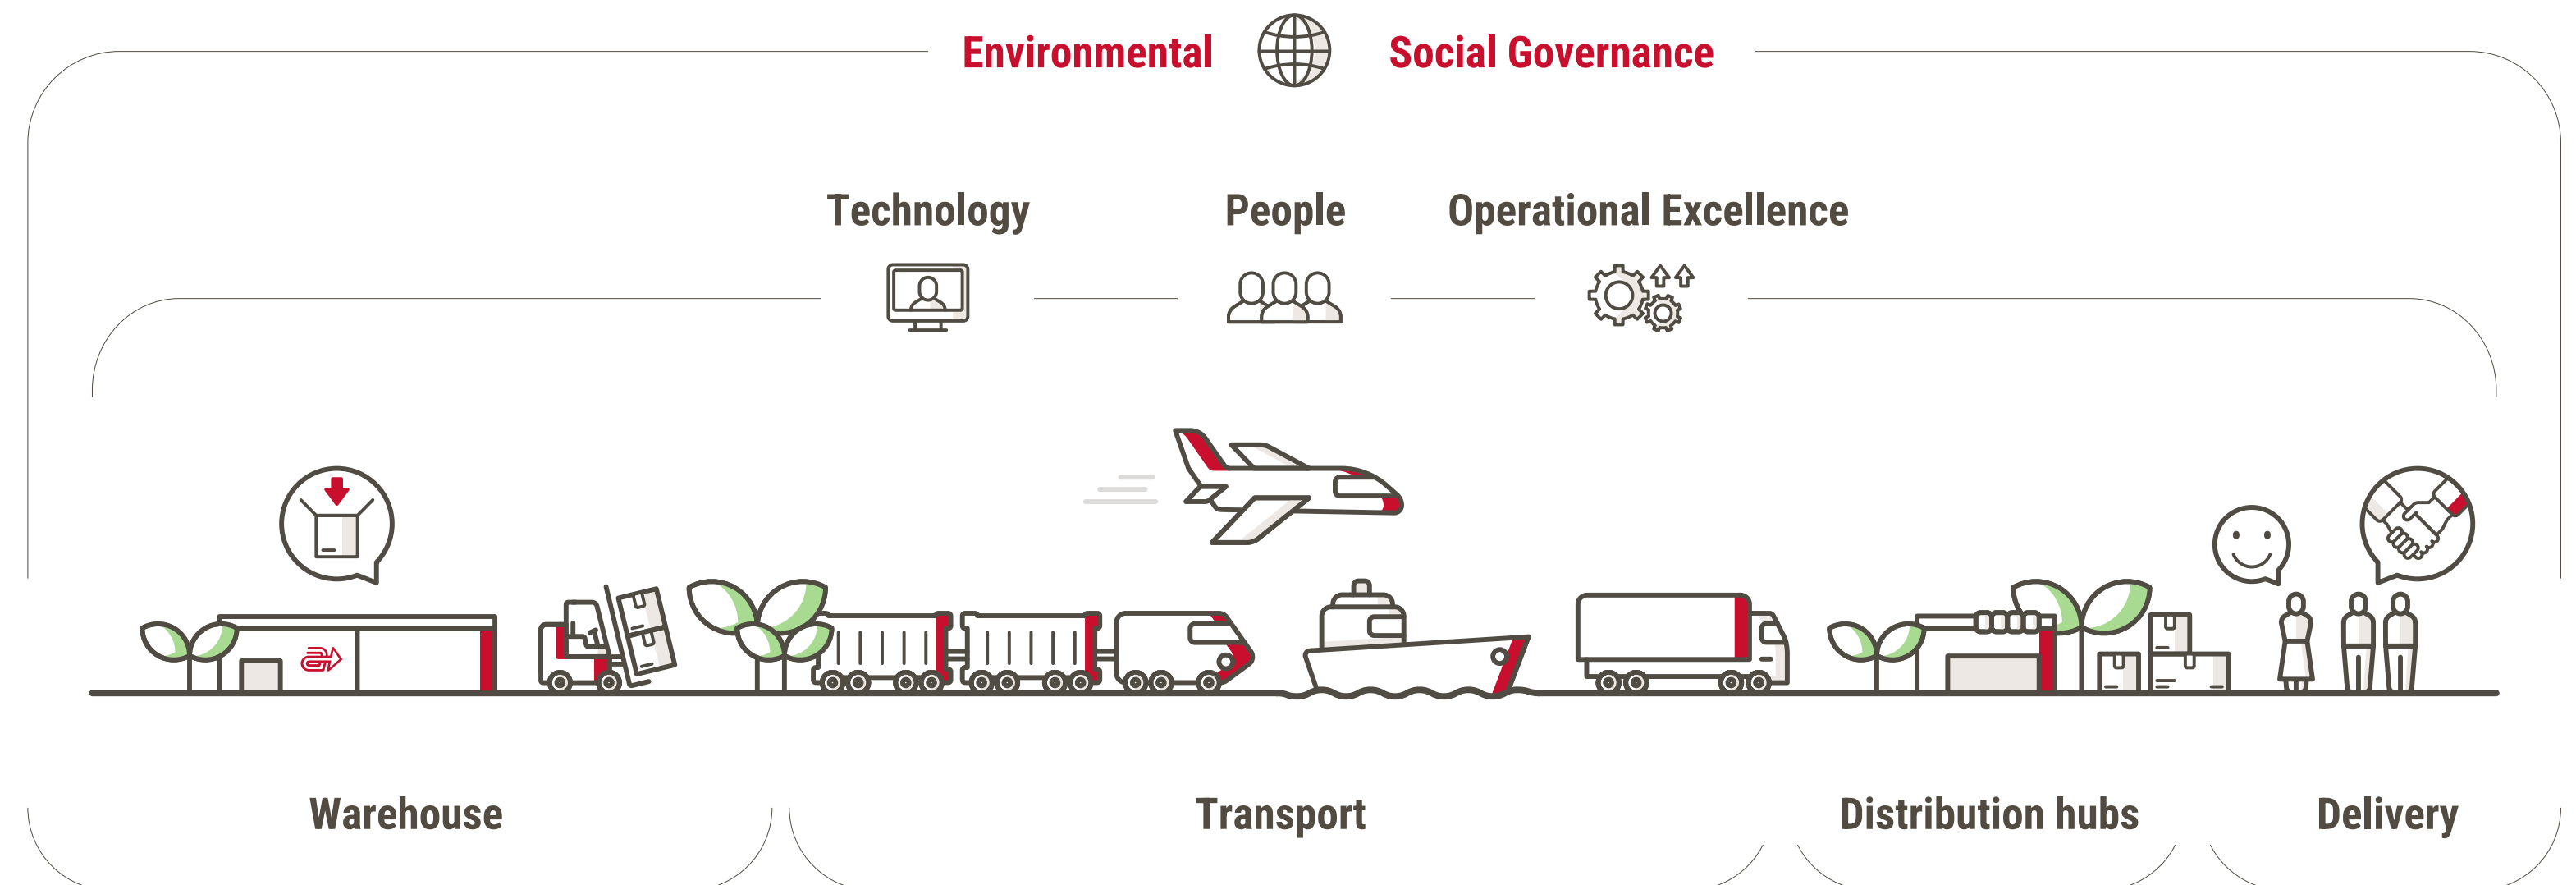 Environmental Social Governance
Technology People Operational Excellence
Warehouse Transport Distribution hubs Delivery